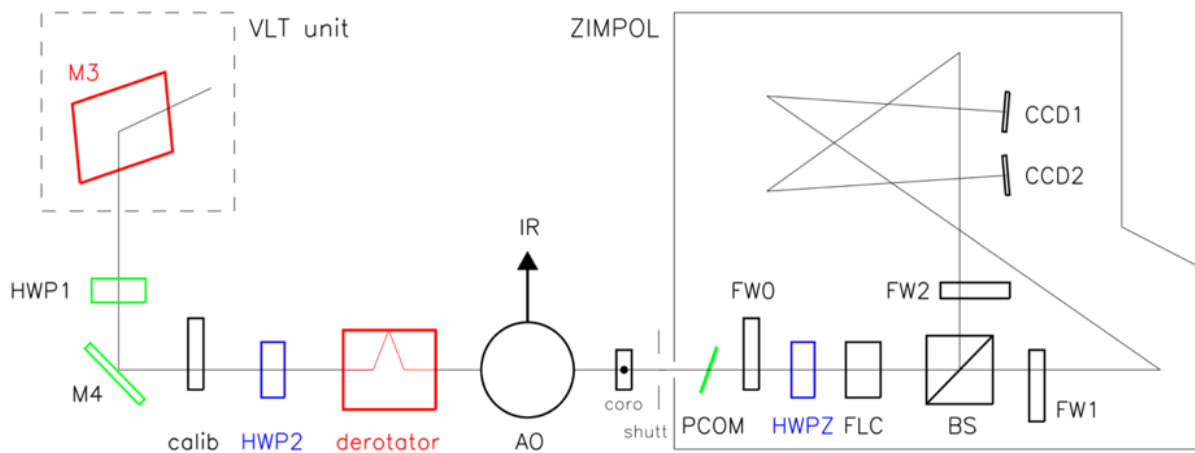 VLT unit
ZIMPOL
M3
CCD1
CCD2
IR
HWP1
FW0
FW2
M4
calib
HWP2
derotator
AO
coro
shutt
PCOM
HWPZ
FLC
BS
FW1